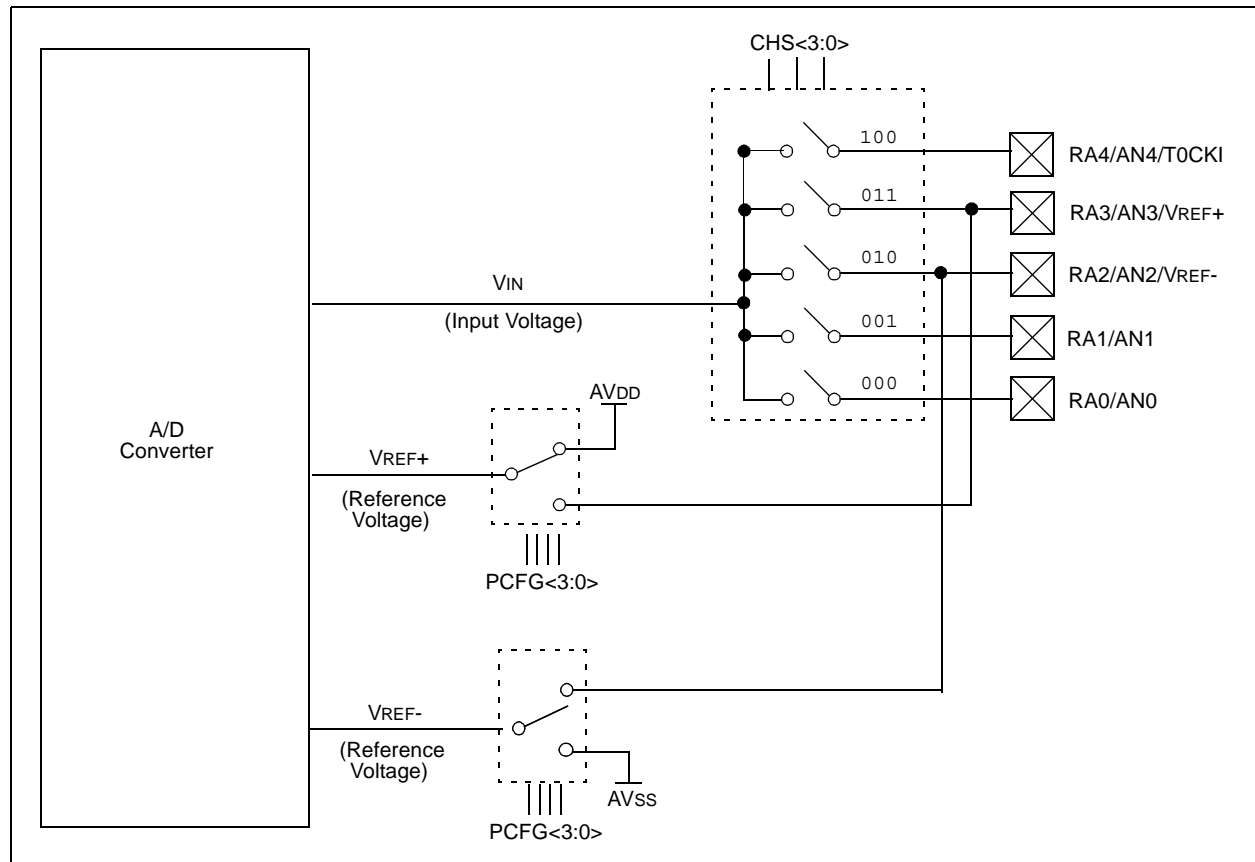 CHS<3:0>
100
RA4/AN4/T0CKI
011
RA3/AN3/VREF+
010
RA2/AN2/VREF-
VIN
(Input Voltage)
001
RA1/AN1
000
RA0/AN0
AVDD
A/D
Converter
VREF+
(Reference
Voltage)
PCFG<3:0>
VREF-
(Reference
Voltage)
AVSS
PCFG<3:0>